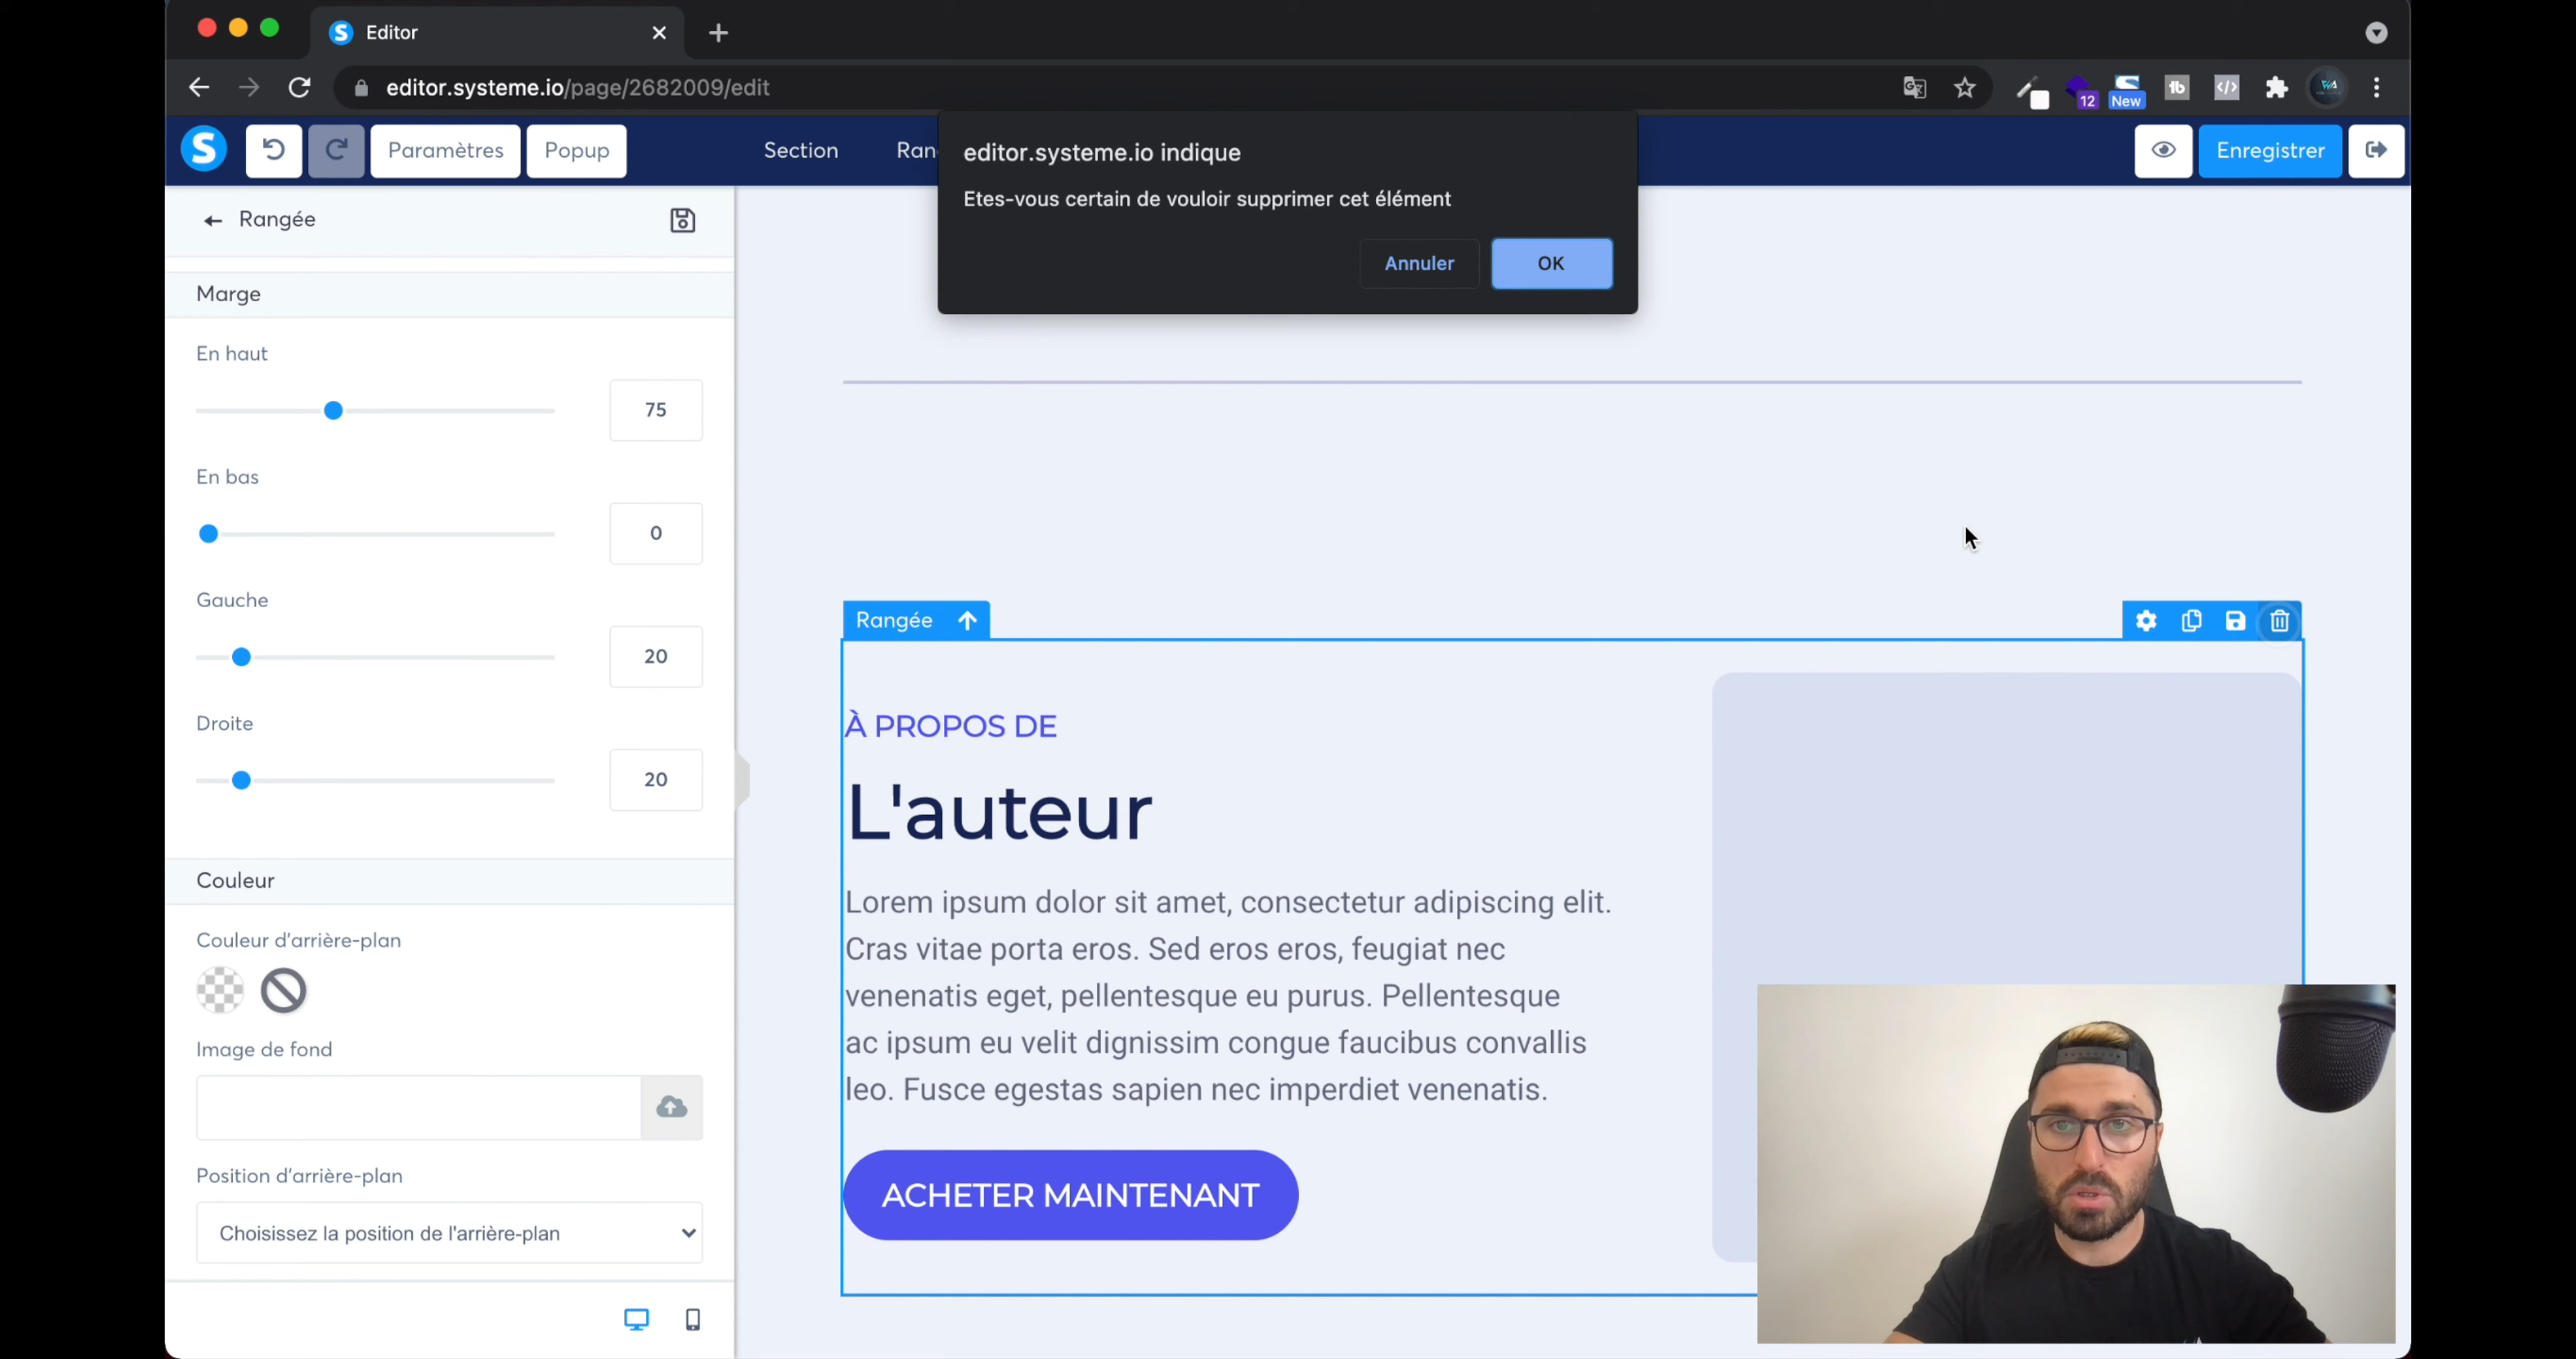 Editor
editor.systeme.io/page/2682009/edit
12
New
S
Paramètres
Popup
Section
Ran
Enregistrer
editor.systeme.io indique
Etes-vous certain de vouloir supprimer cet élément
Annuler
OK
Rangée
Marge
En haut
75
En bas
0
Gauche
20
Droite
20
Couleur
Couleur d'arrière-plan
Image de fond
Position d'arrière-plan
Choisissez la position de l'arrière-plan
Rangée
À PROPOS DE
L'auteur
Lorem ipsum dolor sit amet, consectetur adipiscing elit.
Cras vitae porta eros. Sed eros eros, feugiat nec
venenatis eget, pellentesque eu purus. Pellentesque
ac ipsum eu velit dignissim congue faucibus convallis
leo. Fusce egestas sapien nec imperdiet venenatis.
ACHETER MAINTENANT